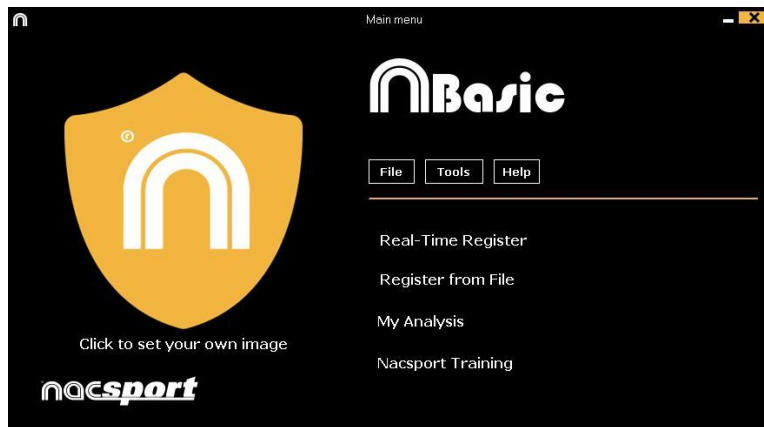 Main menu
Basic
File Tools Help
Real-Time Register
Register from File
My Analysis
Nacsport Training
®
Click to set your own image
nacsport